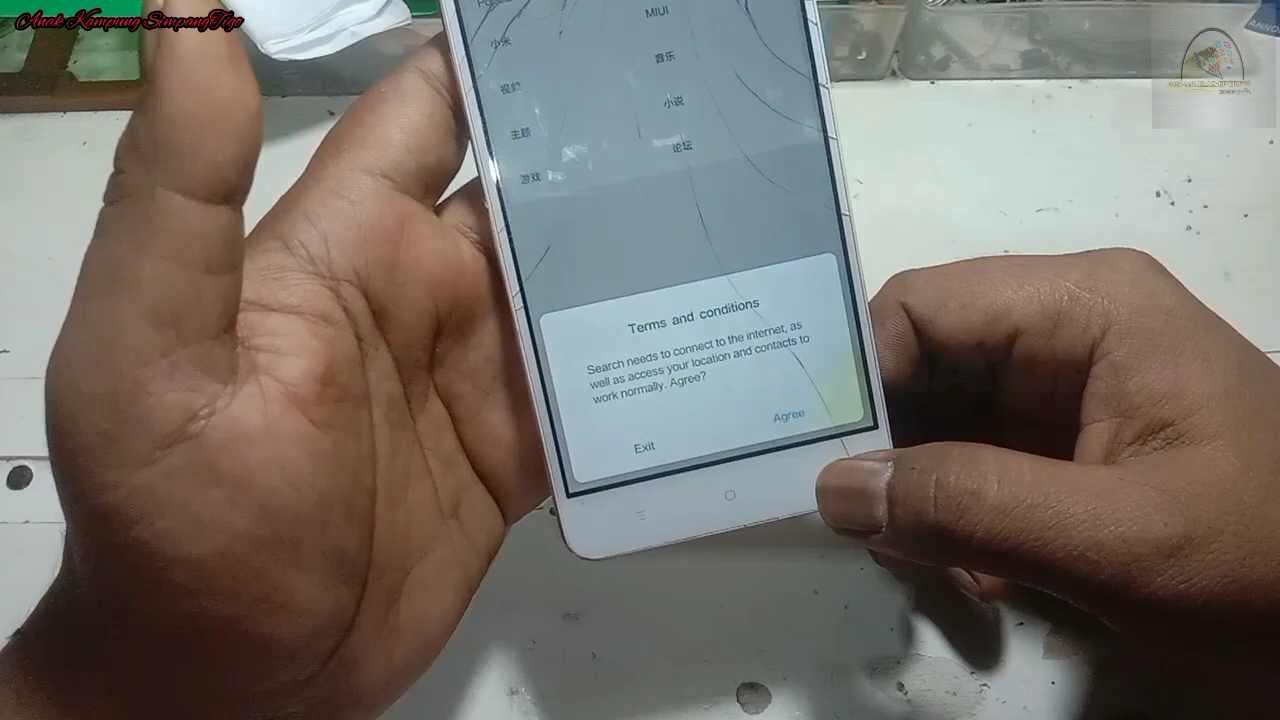 Anak Kampung SimpangTigo
MIUI
小米
音乐
视频
小说
主题
论坛
游戏
Terms and conditions
Search needs to connect to the internet, as
well as access your location and contacts to
work normally. Agree?
Exit
Agree